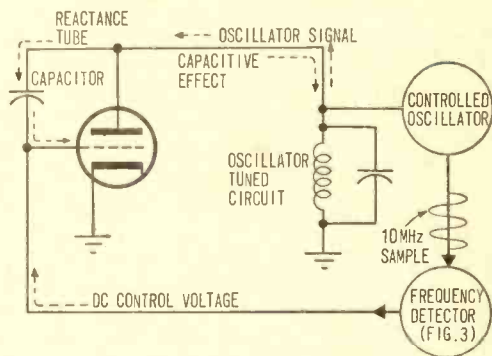 REACTANCE
TUBE
OSCILLATOR SIGNAL
CAPACITOR
CAPACITIVE
EFFECT
CONTROLLED
OSCILLATOR
OSCILLATOR
TUNED
CIRCUIT
10MHz
SAMPLE
DC CONTROL VOLTAGE
FREQUENCY
DETECTOR
(FIG.3)